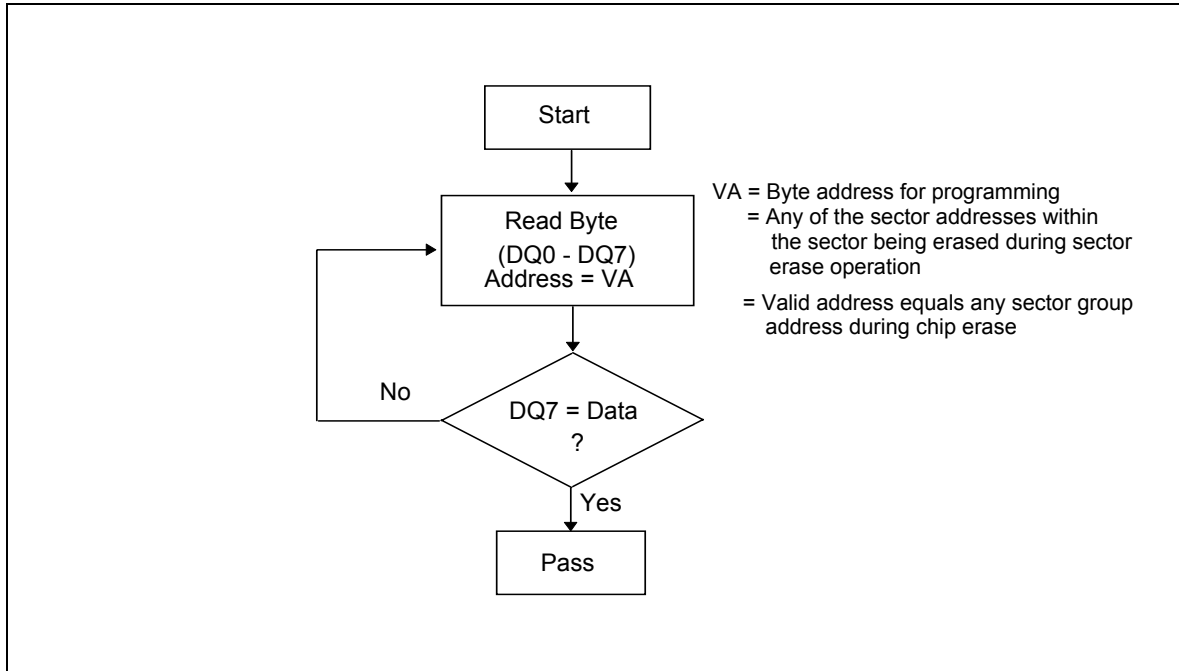 Start
Read Byte
(DQ0 - DQ7)
Address = VA
VA = Byte address for programming
= Any of the sector addresses within
the sector being erased during sector
erase operation
= Valid address equals any sector group
address during chip erase
No
DQ7 = Data
?
Yes
Pass